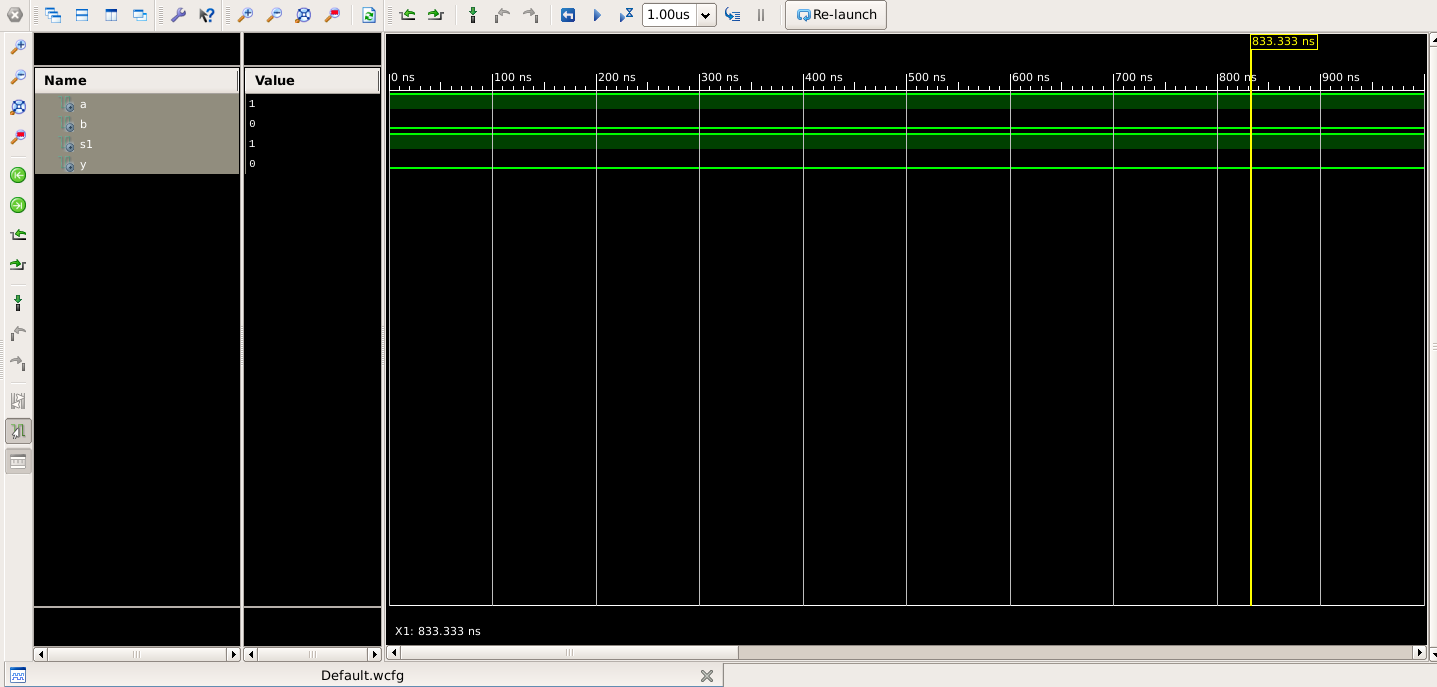 1.00us
Re-launch
833.333 ns
Name
Value
0 ns
100 ns
200 ns
300 ns
400 ns
500 ns
600 ns
700 ns
800 ns
900 ns
a
1
b
0
s1
1
y
0
X1: 833.333 ns
Default.wcfg